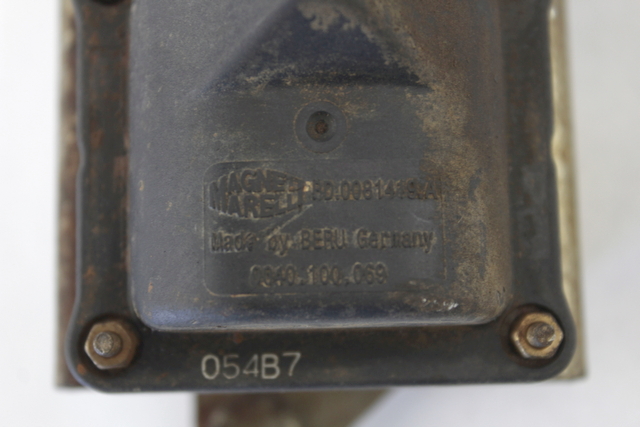 MAGNETI
MARELLI
Made by BERU Germany
0040.100.069
054B7